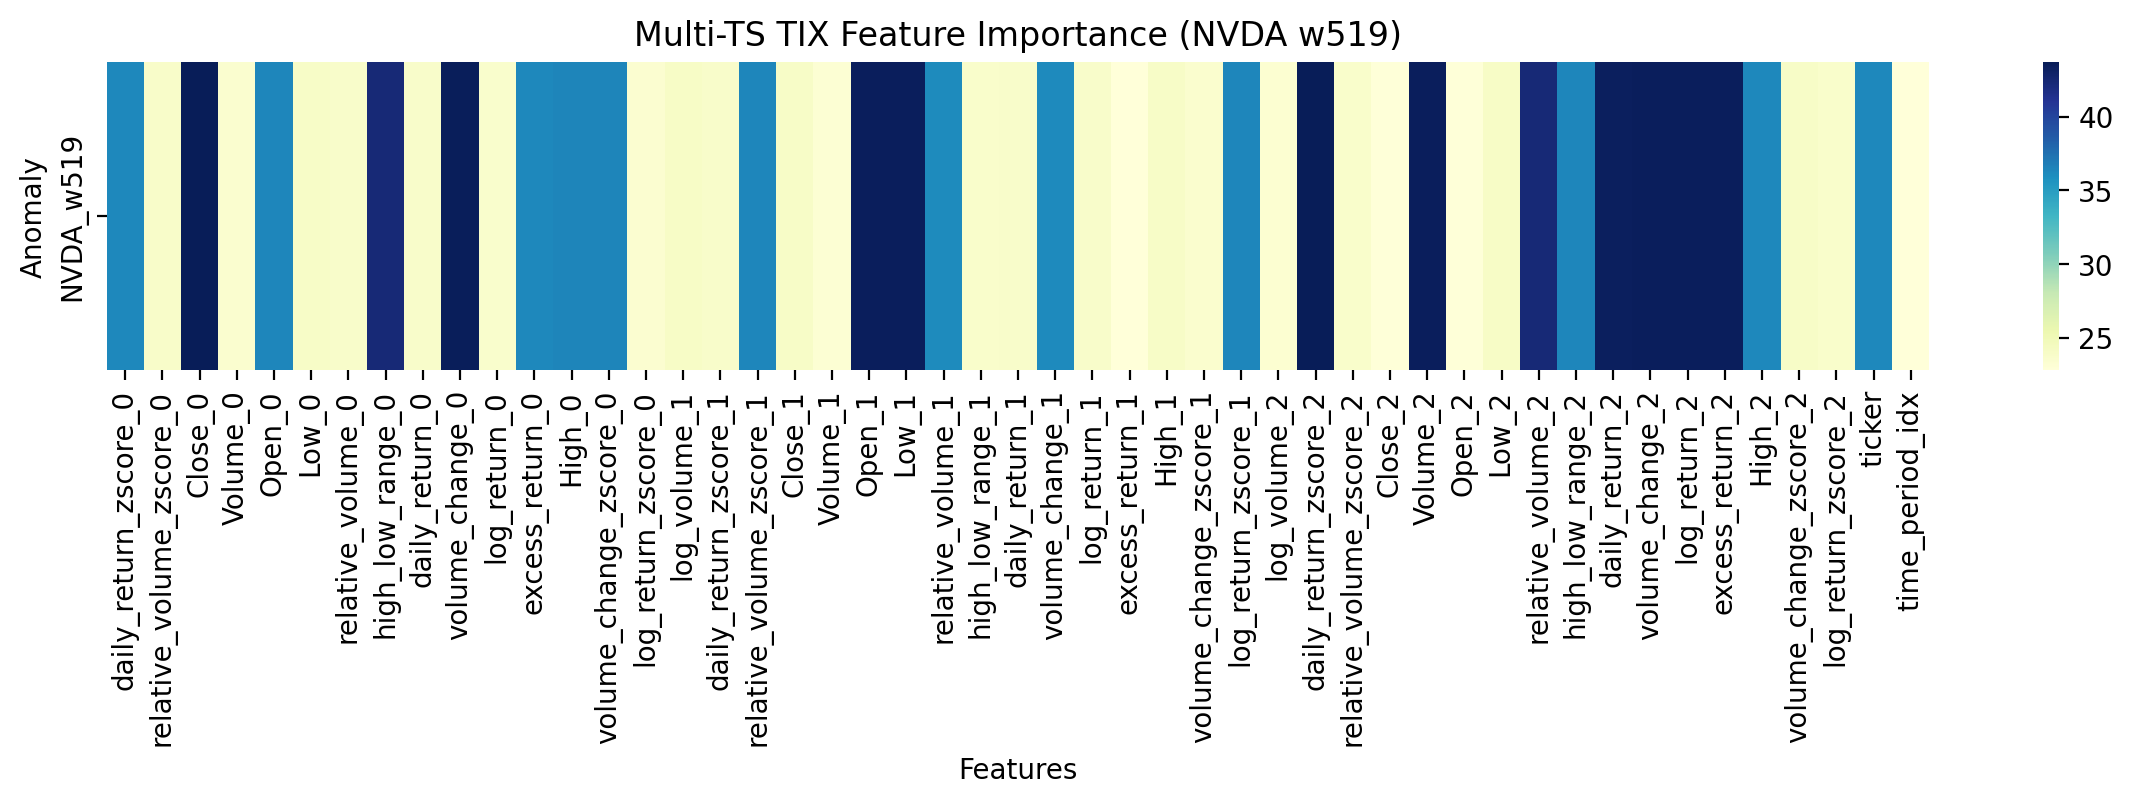 Multi-TS TIX Feature Importance (NVDA w519)
Anomaly
NVDA_w519
40
35
30
25
daily_return_zscore_0
relative_volume_zscore_0
Close_0
Volume_0
Open_0
Low_0
relative_volume_0
high_low_range_0
daily_return_0
volume_change_0
log_return_0
excess_return_0
High_0
volume_change_zscore_0
log_return_zscore_0
log_volume_1
daily_return_zscore_1
relative_volume_zscore_1
Close_1
Volume_1
Open_1
Low_1
relative_volume_1
high_low_range_1
daily_return_1
volume_change_1
log_return_1
excess_return_1
High_1
volume_change_zscore_1
log_return_zscore_1
log_volume_2
daily_return_zscore_2
relative_volume_zscore_2
Close_2
Volume_2
Open_2
Low_2
relative_volume_2
high_low_range_2
daily_return_2
volume_change_2
log_return_2
excess_return_2
High_2
volume_change_zscore_2
log_return_zscore_2
ticker
time_period_idx
Features